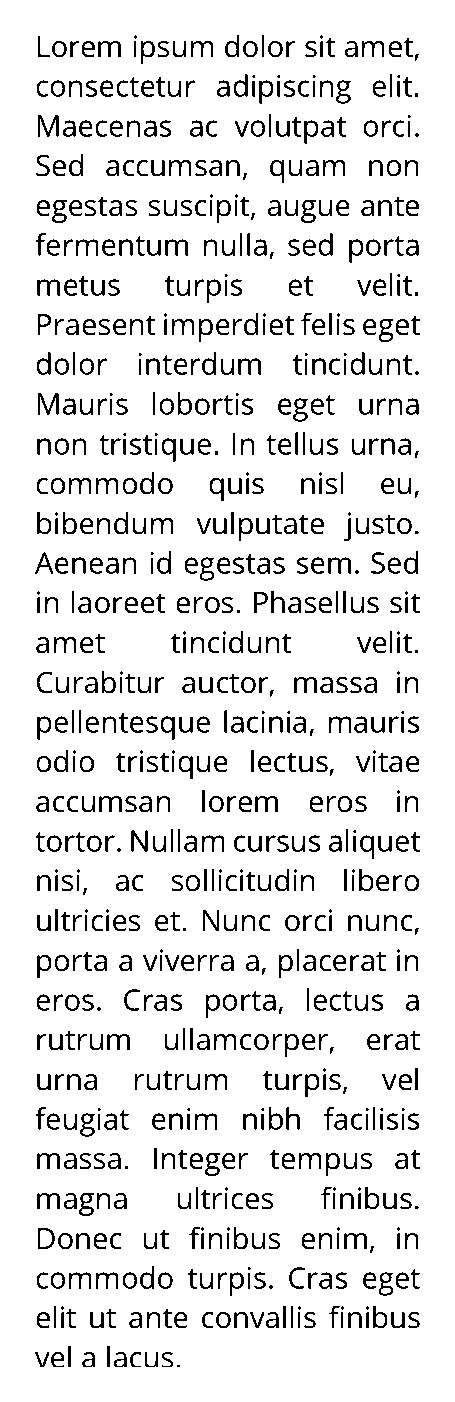 Lorem ipsum dolor sit amet,
consectetur adipiscing elit.
Maecenas ac volutpat orci.
Sed accumsan, quam non
egestas suscipit, augue ante
fermentum nulla, sed porta
metus turpis et velit.
Praesent imperdiet felis eget
dolor interdum tincidunt.
Mauris lobortis eget urna
non tristique. In tellus urna,
commodo quis nisl eu,
bibendum vulputate justo.
Aenean id egestas sem. Sed
in laoreet eros. Phasellus sit
amet tincidunt velit.
Curabitur auctor, massa in
pellentesque lacinia, mauris
odio tristique lectus, vitae
accumsan lorem eros in
tortor. Nullam cursus aliquet
nisi, ac sollicitudin libero
ultricies et. Nunc orci nunc,
porta a viverra a, placerat in
eros. Cras porta, lectus a
rutrum ullamcorper, erat
urna rutrum turpis, vel
feugiat enim nibh facilisis
massa. Integer tempus at
magna ultrices finibus.
Donec ut finibus enim, in
commodo turpis. Cras eget
elit ut ante convallis finibus
vel a lacus.